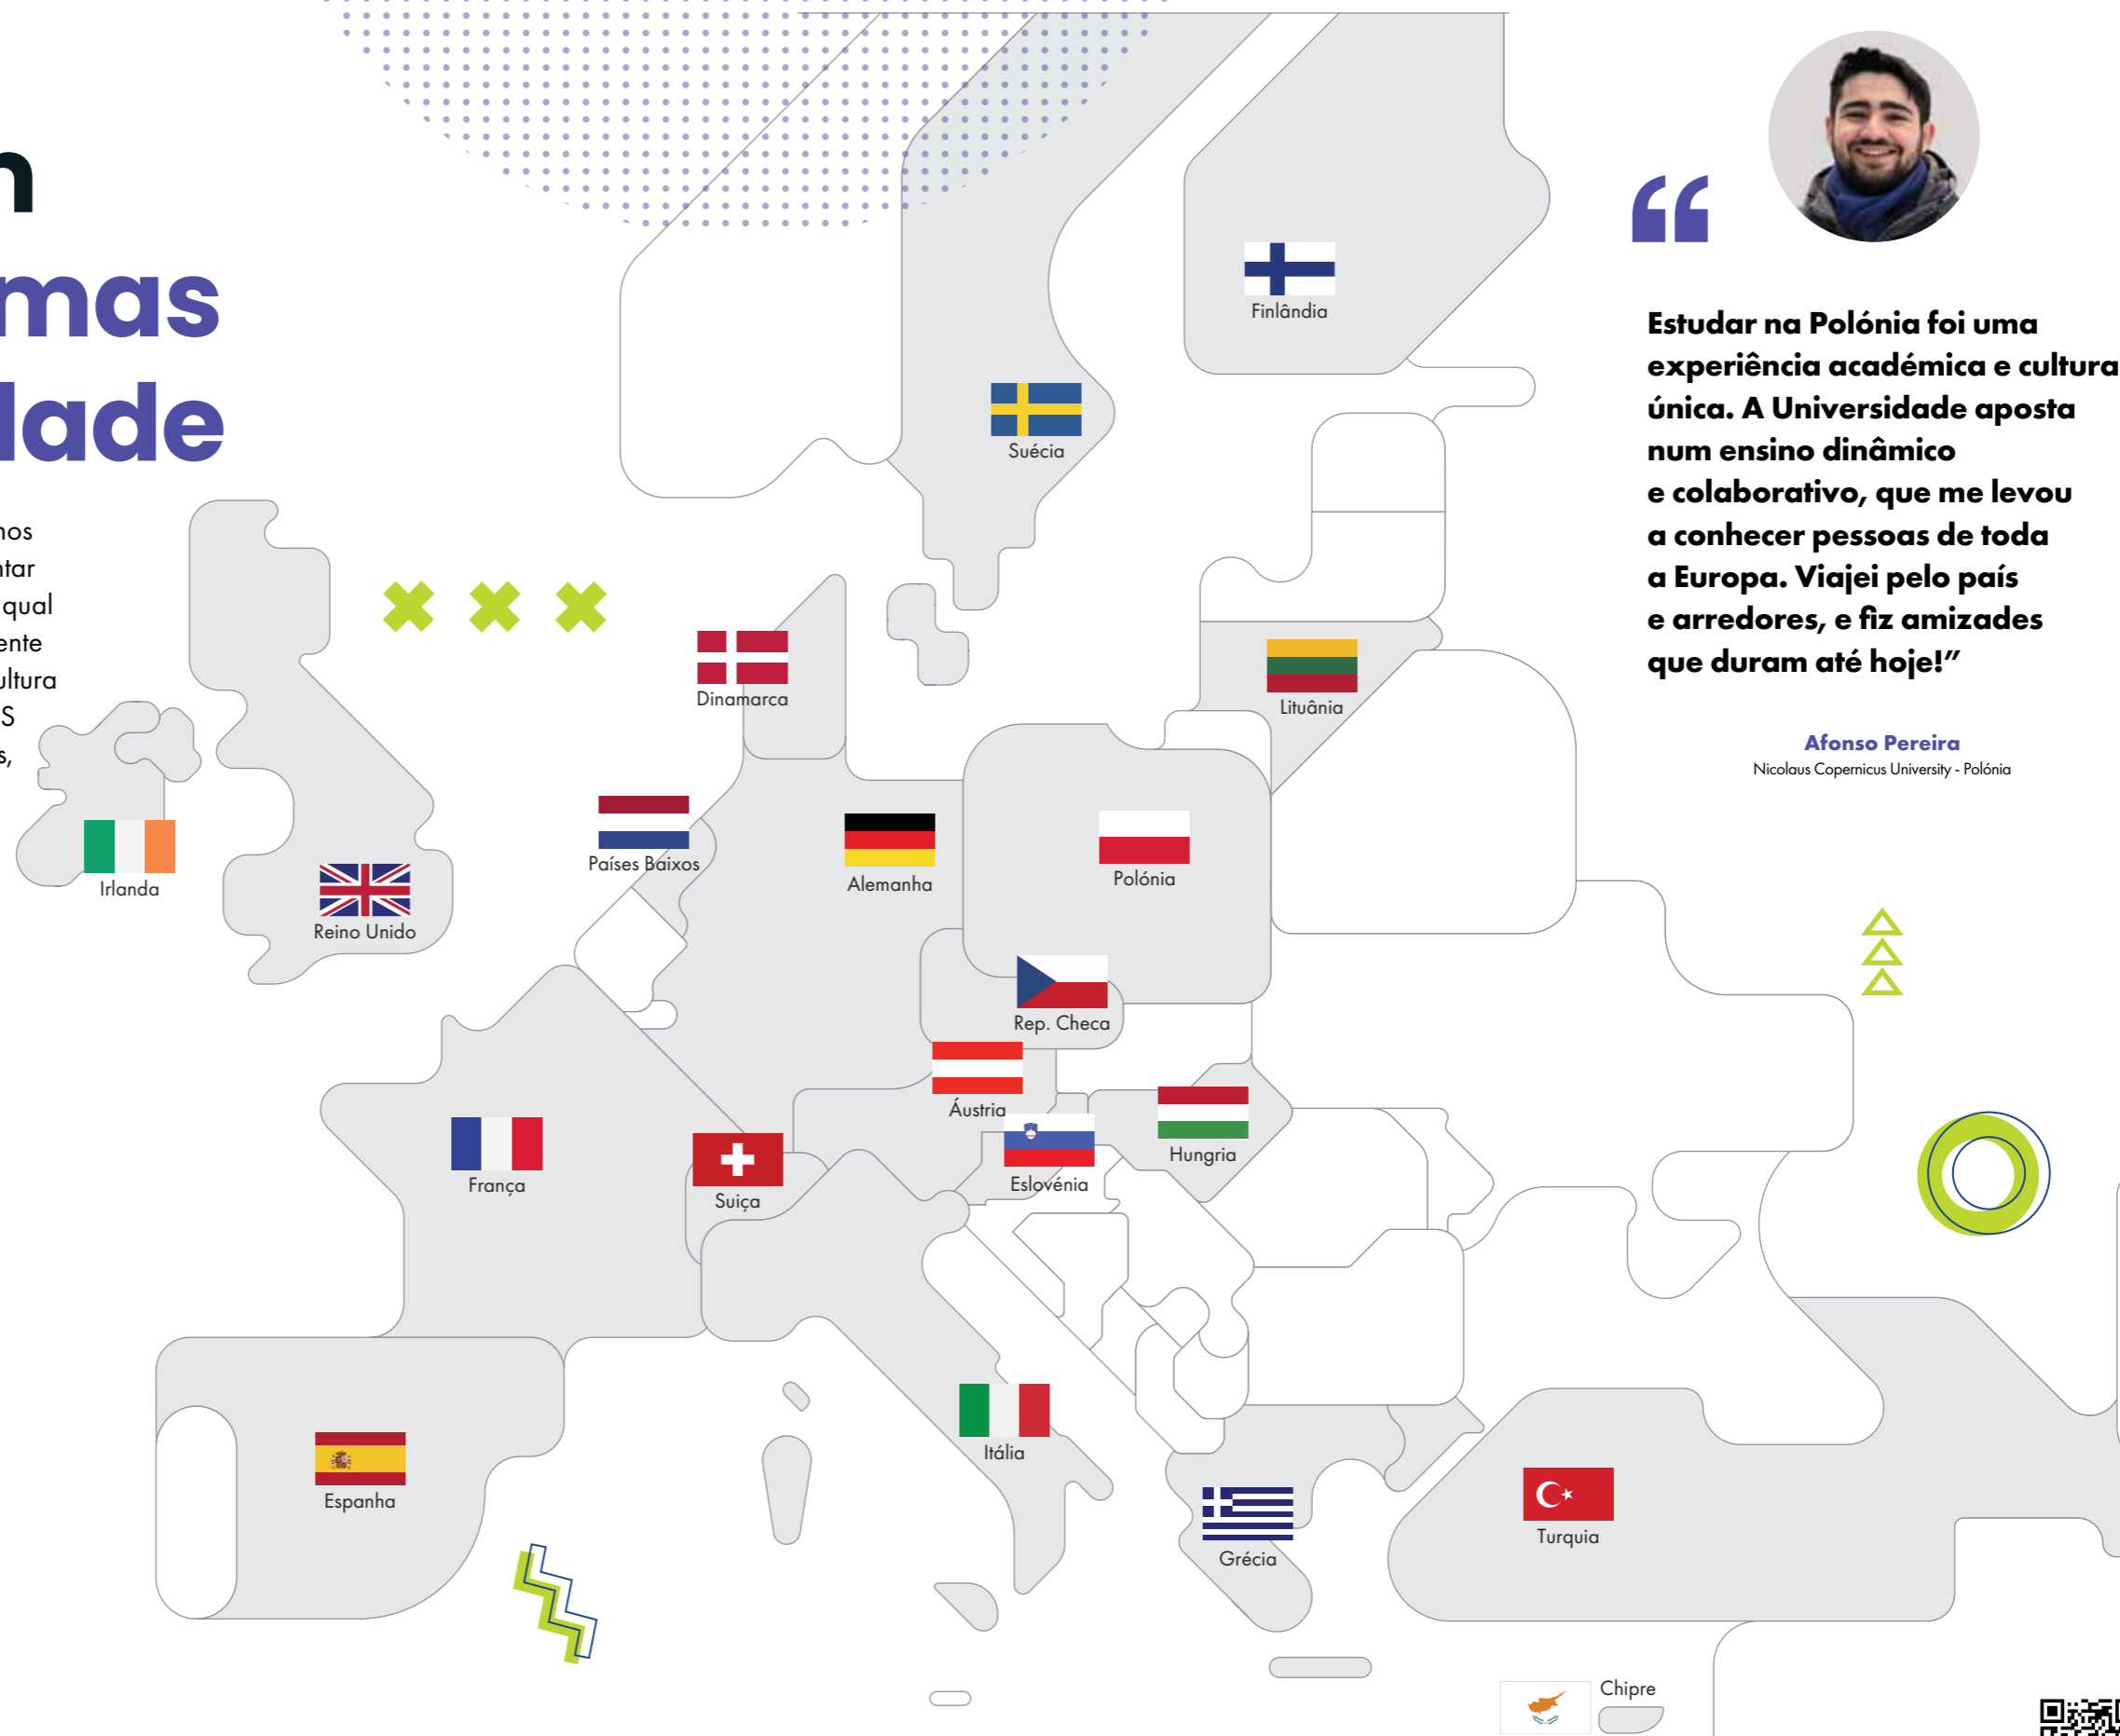 mas
dade
qual
S
Finlândia
Suécia
Dinamarca
Lituânia
Países Baixos
Alemanha
Polónia
Irlanda
Reino Unido
Rep. Checa
Áustria
Hungria
Eslovénia
França
Suiça
Itália
Espanha
Grécia
Turquia
Chipre
“
Estudar na Polónia foi uma
experiência académica e cultura
única. A Universidade aposta
num ensino dinâmico
e colaborativo, que me levou
a conhecer pessoas de toda
a Europa. Viajei pelo país
e arredores, e fiz amizades
que duram até hoje!”
Afonso Pereira
Nicolaus Copernicus University - Polónia